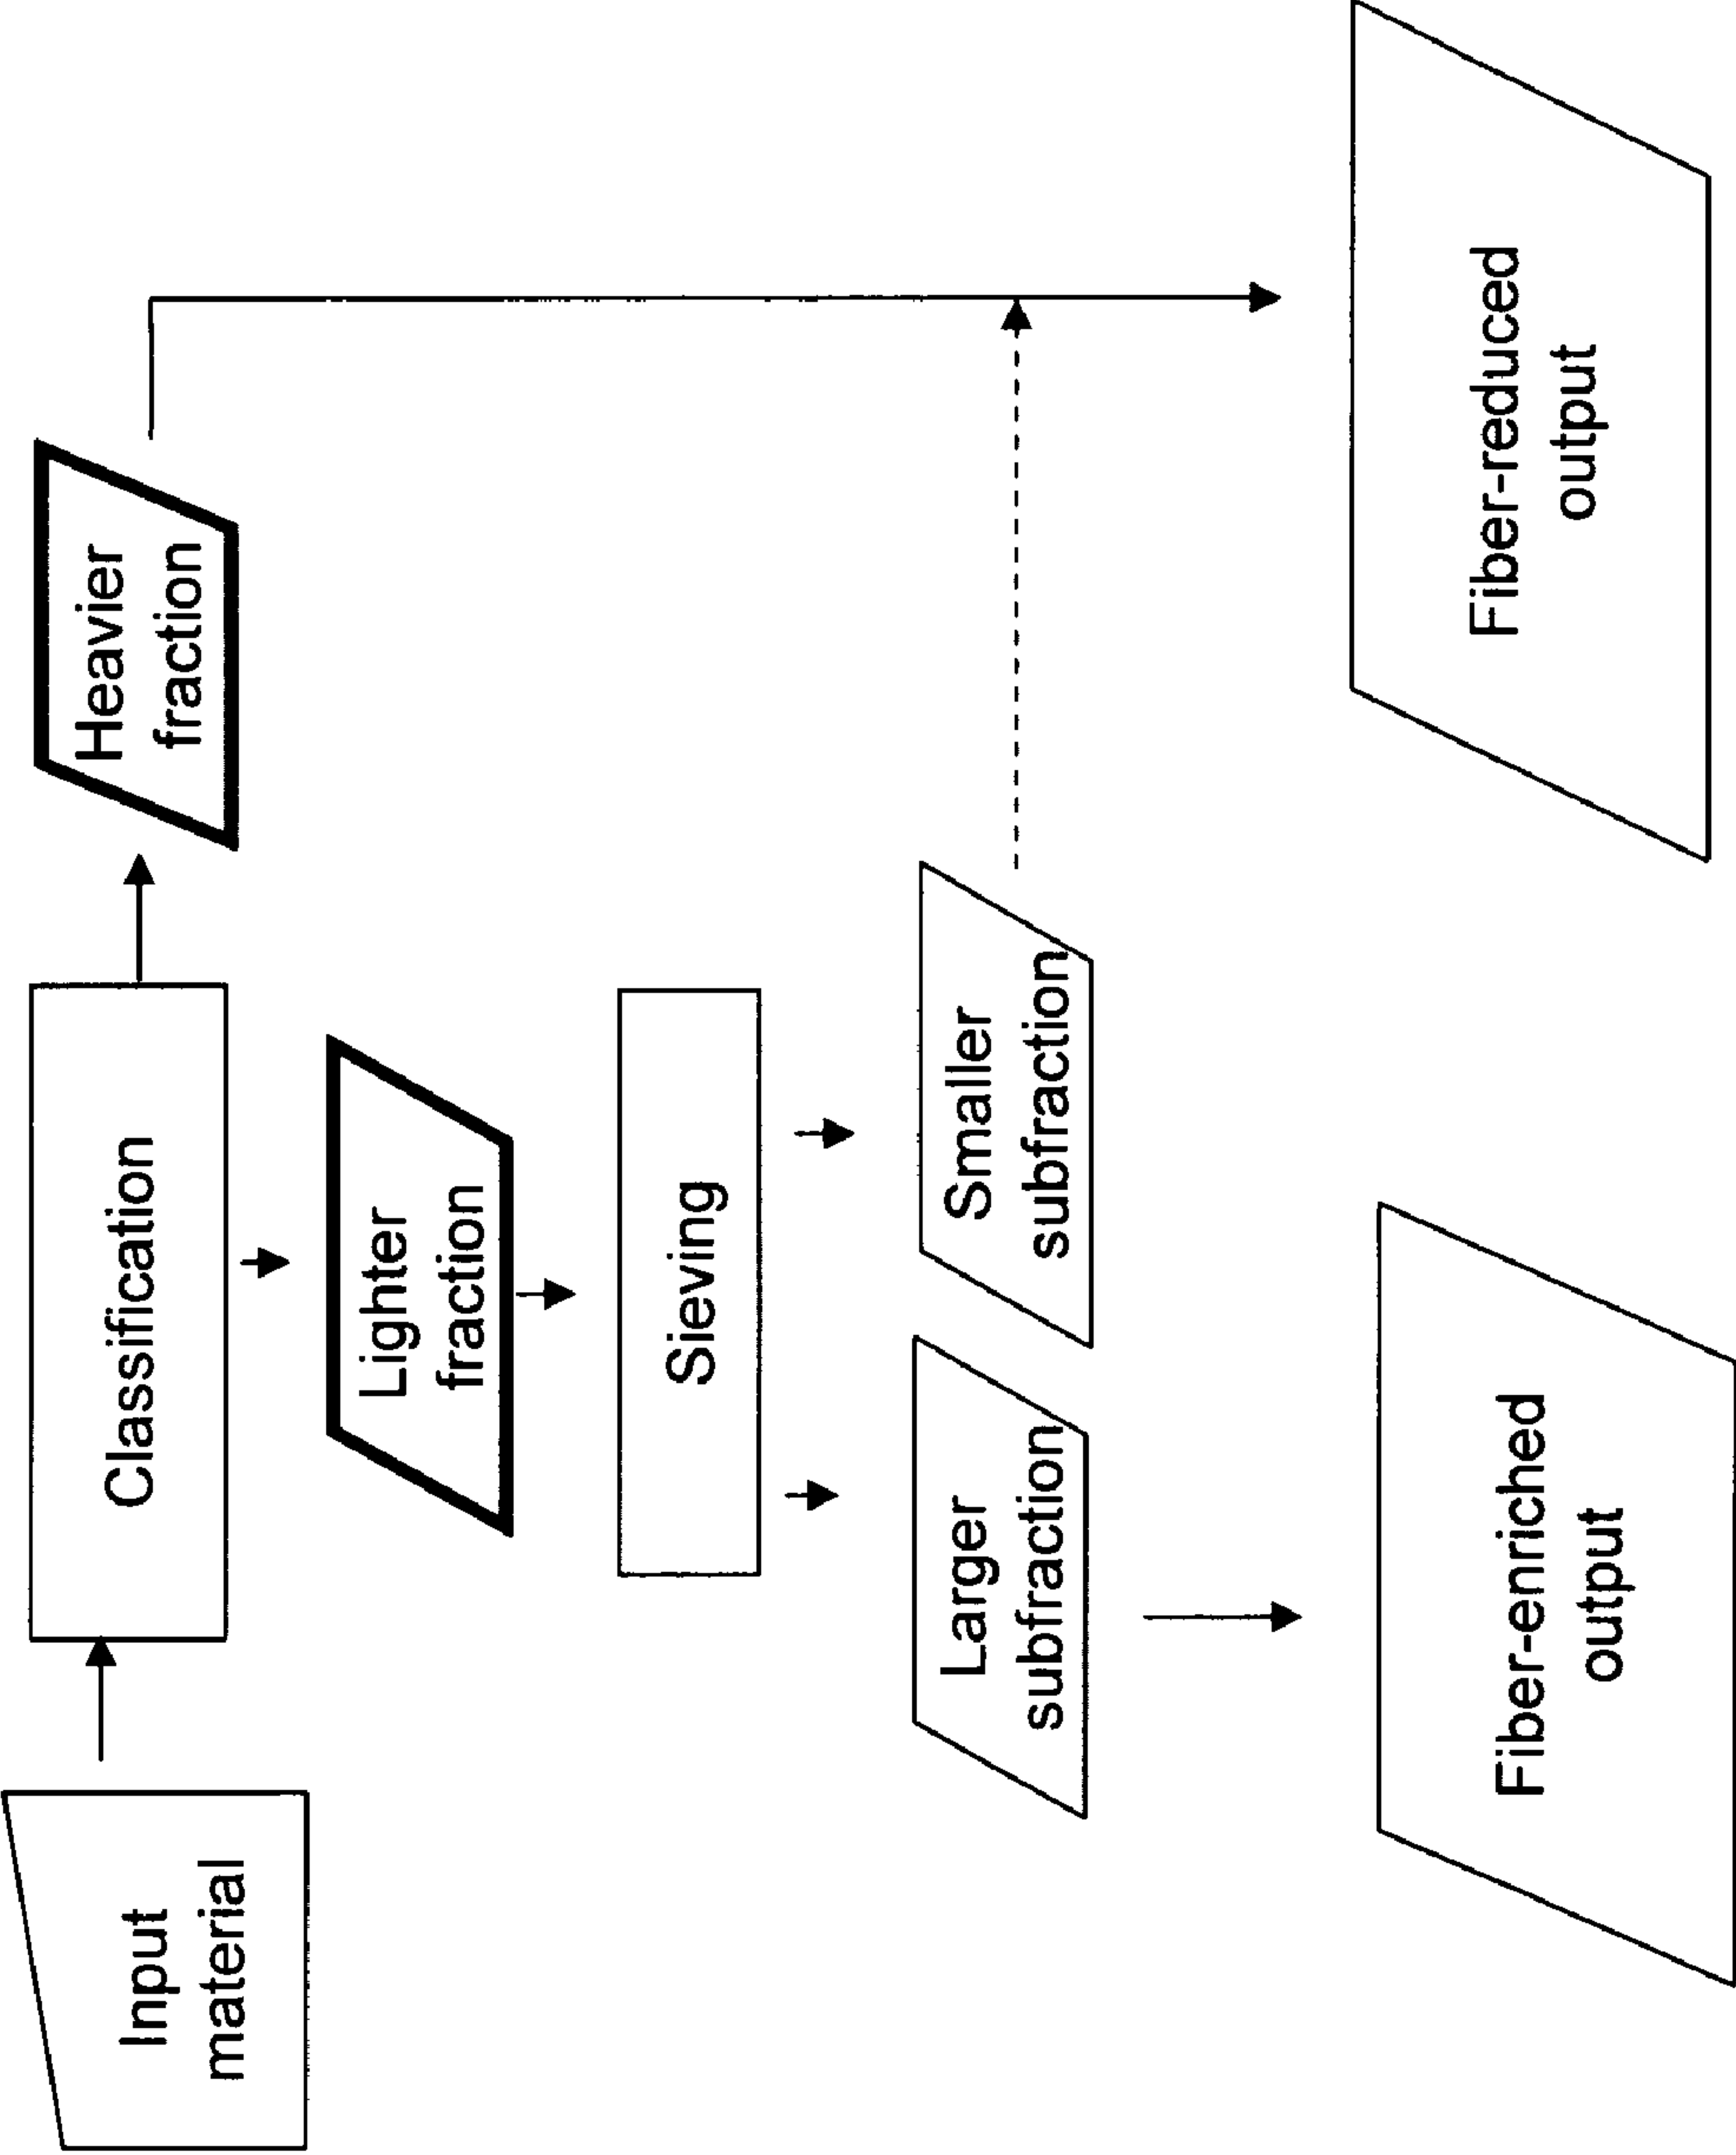 Input
material
Classification
Heavier
fraction
Lighter
fraction
Sieving
Larger
subfraction
Smaller
subfraction
Fiber-enriched
output
Fiber-reduced
output